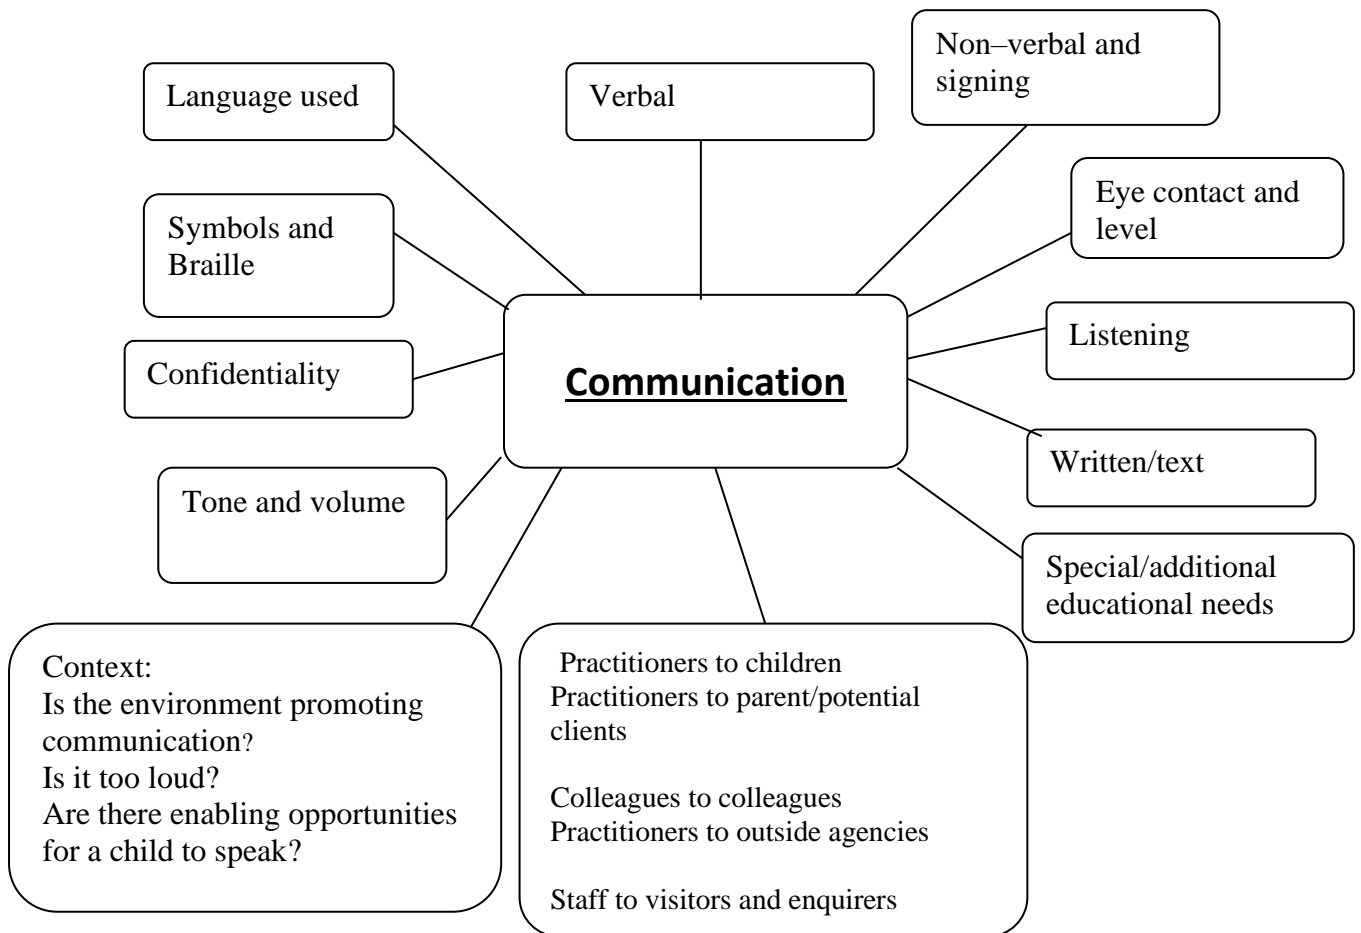 Non–verbal and
signing
Language used
Verbal
Eye contact and
level
Symbols and
Braille
Listening
Confidentiality
Communication
Written/text
Tone and volume
Special/additional
educational needs
Context:
Is the environment promoting
communication?
Is it too loud?
Are there enabling opportunities
for a child to speak?
Practitioners to children
Practitioners to parent/potential
clients
Colleagues to colleagues
Practitioners to outside agencies
Staff to visitors and enquirers